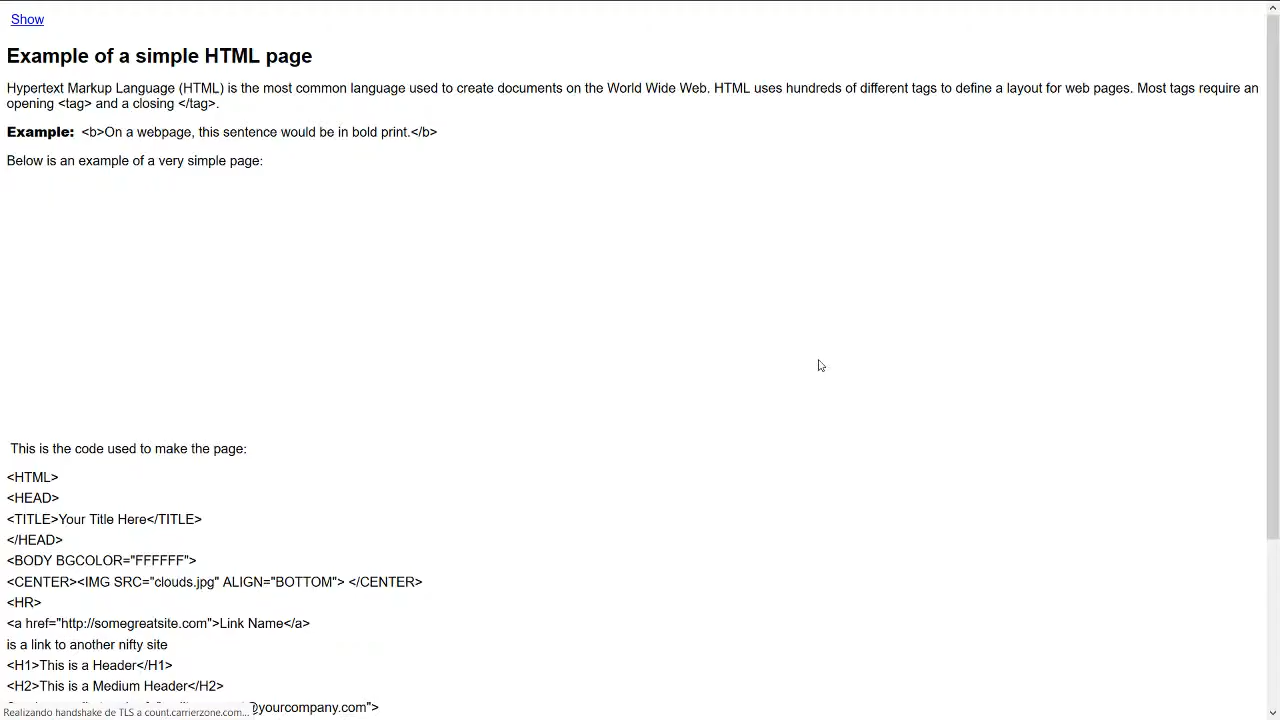 Show
Example of a simple HTML page
Hypertext Markup Language (HTML) is the most common language used to create documents on the World Wide Web. HTML uses hundreds of different tags to define a layout for web pages. Most tags require an
opening <tag> and a closing </tag>.
Example:  <b>On a webpage, this sentence would be in bold print.</b>
Below is an example of a very simple page:
This is the code used to make the page:
<HTML>
<HEAD>
<TITLE>Your Title Here</TITLE>
</HEAD>
<BODY BGCOLOR="FFFFFF">
<CENTER><IMG SRC="clouds.jpg" ALIGN="BOTTOM"> </CENTER>
<HR>
<a href="http://somegreatsite.com">Link Name</a>
is a link to another nifty site
<H1>This is a Header</H1>
<H2>This is a Medium Header</H2>
@yourcompany.com">
Realizando handshake de TLS a count.carrierzone.com...